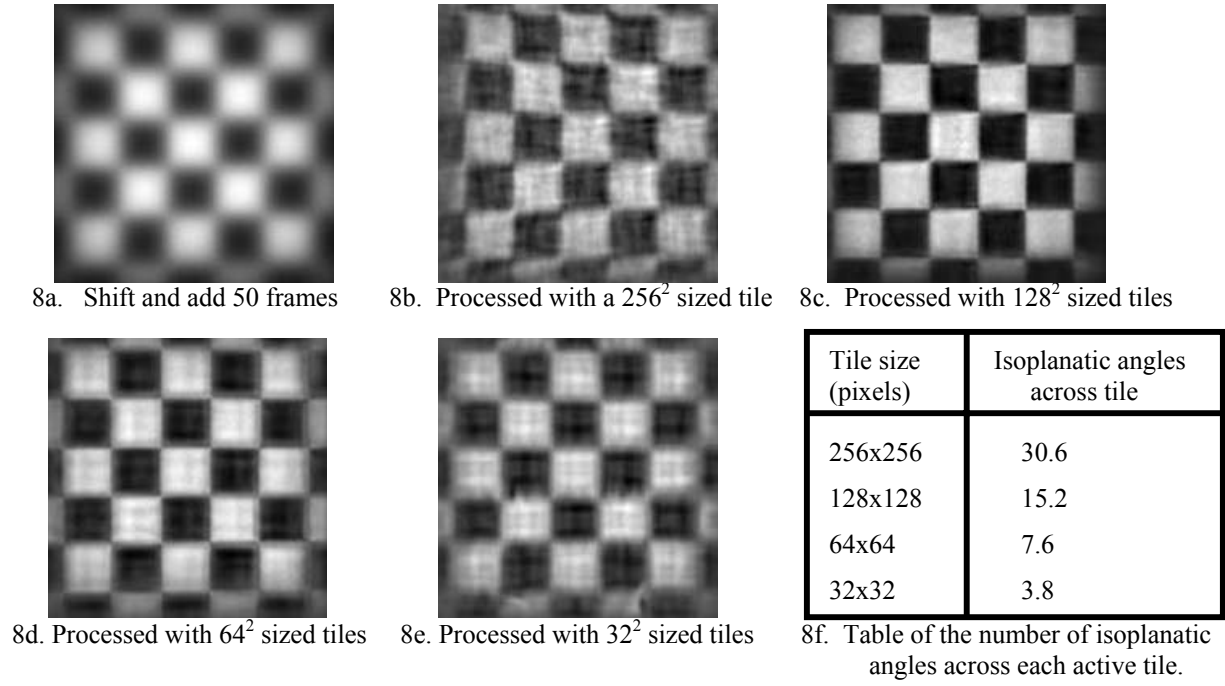 8a. Shift and add 50 frames
8b. Processed with a 256² sized tile
8c. Processed with 128² sized tiles
8d. Processed with 64² sized tiles
8e. Processed with 32² sized tiles
Tile size (pixels)
Isoplanatic angles across tile
256x256 30.6
128x128 15.2
64x64 7.6
32x32 3.8
8f. Table of the number of isoplanatic
angles across each active tile.